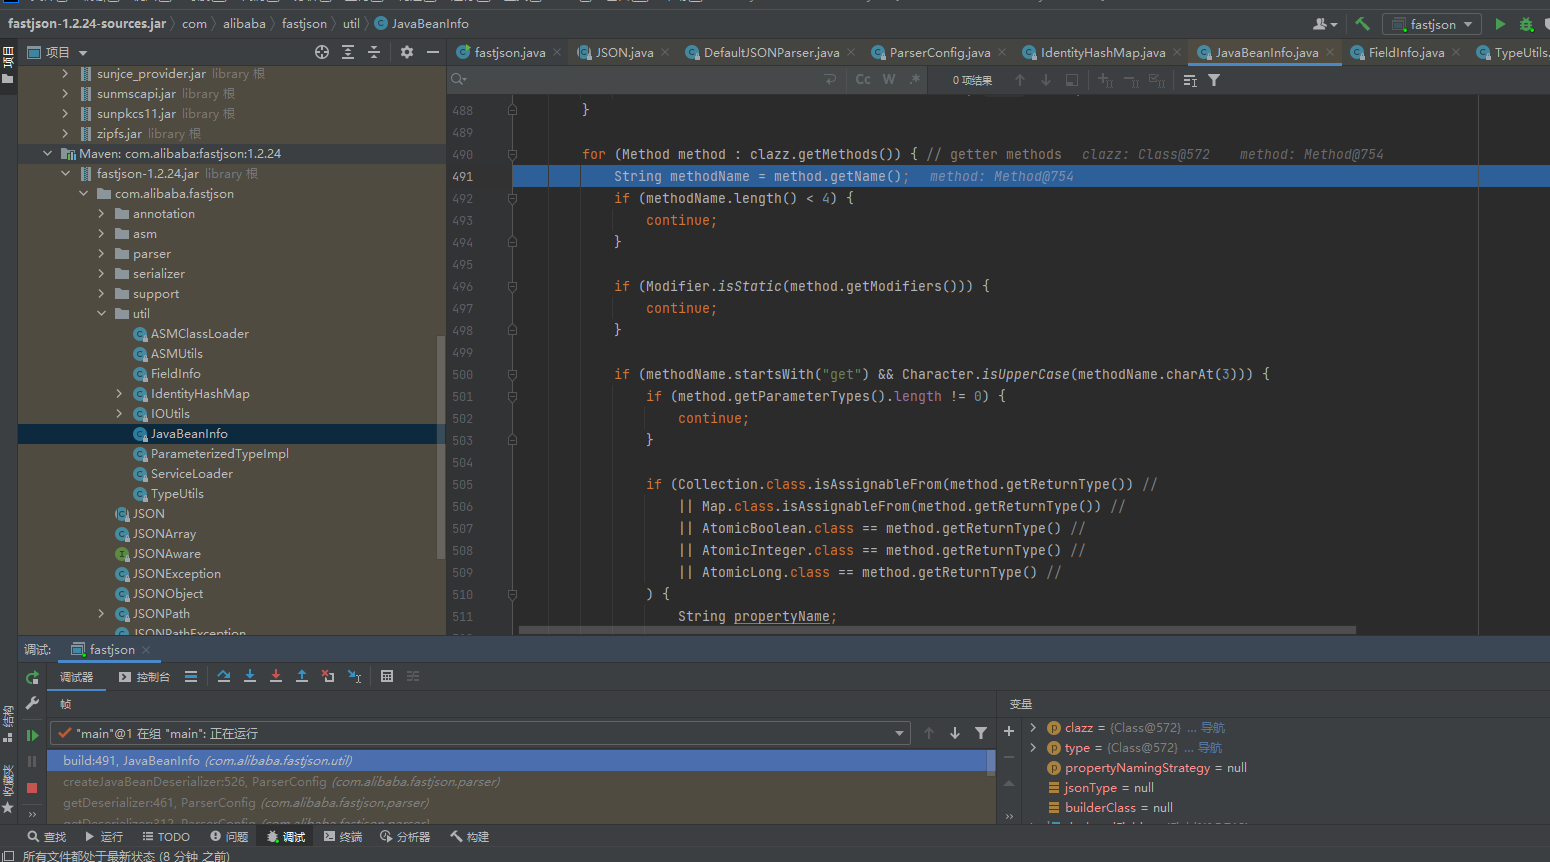 fastjson-1.2.24-sources.jar com alibaba fastjson util JavaBeanInfo
fastjson
项目
fastjson.java JSON.java DefaultJSONParser.java ParserConfig.java IdentityHashMap.java JavaBeanInfo.java FieldInfo.java TypeUtils.
Cc W .* 0 项结果
项目
sunjce_provider.jar library 根
sunmscapi.jar library 根
sunpkcs11.jar library 根
zipfs.jar library 根
Maven: com.alibaba:fastjson:1.2.24
fastjson-1.2.24.jar library 根
com.alibaba.fastjson
annotation
asm
parser
serializer
support
util
ASMClassLoader
ASMUtils
FieldInfo
IdentityHashMap
IOUtils
JavaBeanInfo
ParameterizedTypeImpl
ServiceLoader
TypeUtils
JSON
JSONArray
JSONAware
JSONException
JSONObject
JSONPath
JSONPathException
488 }
489
490 for (Method method : clazz.getMethods()) { // getter methods clazz: Class@572 method: Method@754
491 String methodName = method.getName(); method: Method@754
492 if (methodName.length() < 4) {
493 continue;
494 }
495
496 if (Modifier.isStatic(method.getModifiers())) {
497 continue;
498 }
499
500 if (methodName.startsWith("get") && Character.isUpperCase(methodName.charAt(3))) {
501 if (method.getParameterTypes().length != 0) {
502 continue;
503 }
504
505 if (Collection.class.isAssignableFrom(method.getReturnType()) //
506 || Map.class.isAssignableFrom(method.getReturnType()) //
507 || AtomicBoolean.class == method.getReturnType() //
508 || AtomicInteger.class == method.getReturnType() //
509 || AtomicLong.class == method.getReturnType() //
510 ) {
511 String propertyName;
调试: fastjson
调试器 控制台
帧
"main"@1 在组 "main": 正在运行
build:491, JavaBeanInfo (com.alibaba.fastjson.util)
createJavaBeanDeserializer:526, ParserConfig (com.alibaba.fastjson.parser)
getDeserializer:461, ParserConfig (com.alibaba.fastjson.parser)
getDeserializer:312, ParserConfig (com.alibaba.fastjson.parser)
变量
clazz = {Class@572} ... 导航
type = {Class@572} ... 导航
propertyNamingStrategy = null
jsonType = null
builderClass = null
结构
收藏夹
查找 运行 TODO 问题 调试 终端 分析器 构建
所有文件都处于最新状态 (8 分钟 之前)